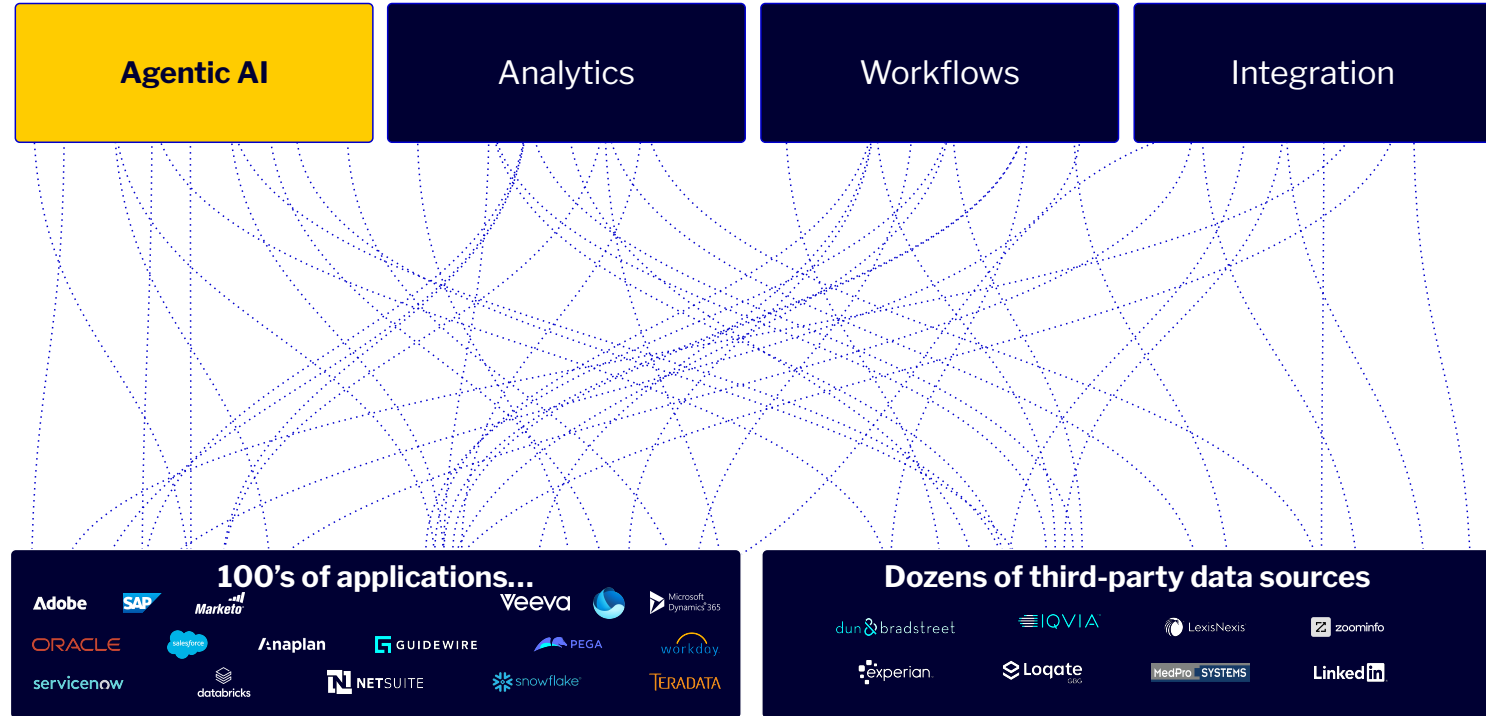 Agentic AI
Analytics
Workflows
Integration
100’s of applications...
Adobe
SAP
Marketo
Veeva
Microsoft
Dynamics 365
ORACLE
salesforce
Anaplan
GUIDEWIRE
PEGA
workday.
servicenow
databricks
NETSUITE
snowflake
TERADATA
Dozens of third-party data sources
dun & bradstreet
IQVIA
LexisNexis
Z zoominfo
experian.
Loqate
GBG
MedPro SYSTEMS
Linked in